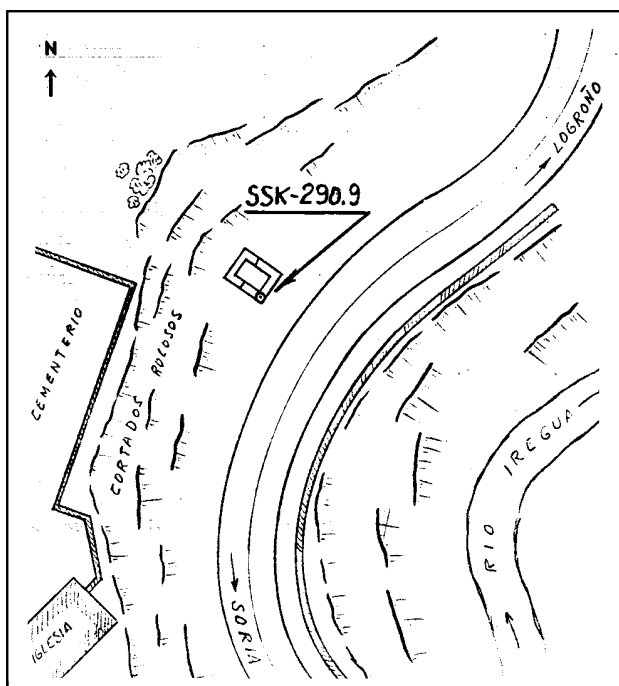 N
LOGROÑO
SSK-290.9
CEMENTERIO
CORTADOS ROCOSOS
RIO IREGUA
SORIA
IGLESIA